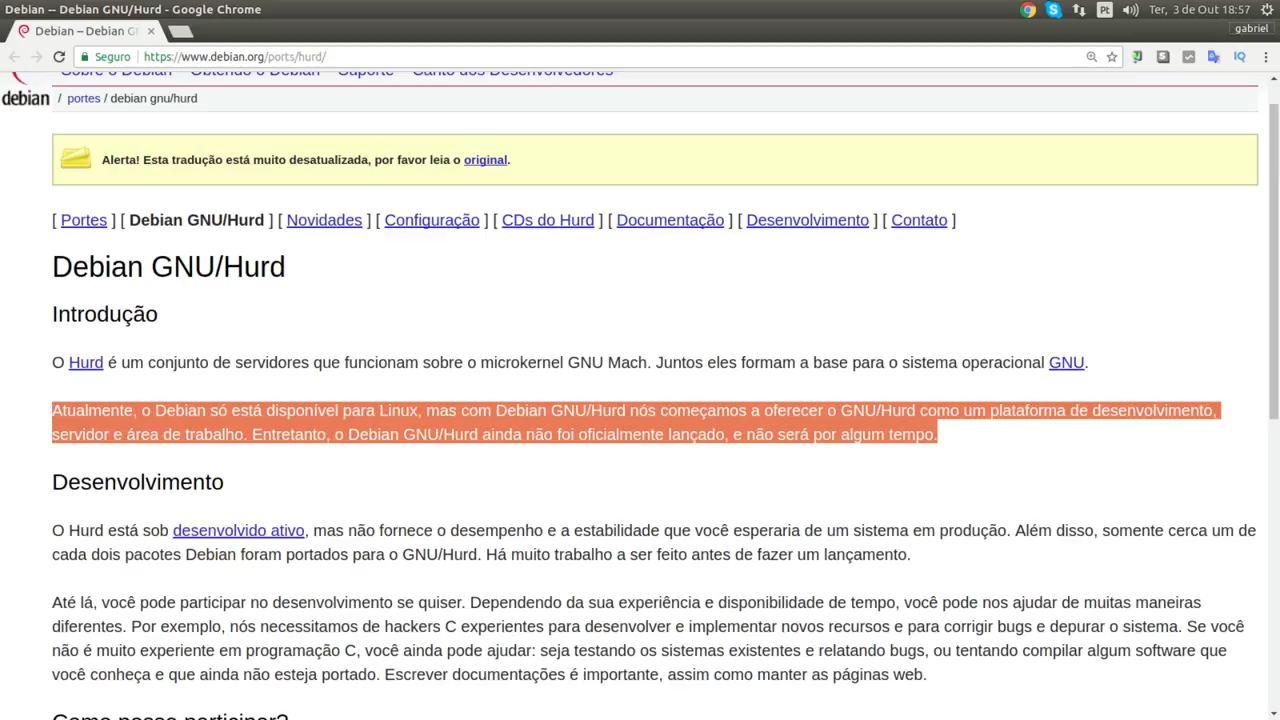 Debian -- Debian GNU/Hurd - Google Chrome
Pt
Ter, 3 de Out 18:57
Debian – Debian G
gabriel
Seguro
https://www.debian.org/ports/hurd/
Sobre o Debian Obtendo o Debian Suporte Canto dos Desenvolvedores
debian
/ portes / debian gnu/hurd
Alerta! Esta tradução está muito desatualizada, por favor leia o original.
[ Portes ] [ Debian GNU/Hurd ] [ Novidades ] [ Configuração ] [ CDs do Hurd ] [ Documentação ] [ Desenvolvimento ] [ Contato ]
Debian GNU/Hurd
Introdução
O Hurd é um conjunto de servidores que funcionam sobre o microkernel GNU Mach. Juntos eles formam a base para o sistema operacional GNU.
Atualmente, o Debian só está disponível para Linux, mas com Debian GNU/Hurd nós começamos a oferecer o GNU/Hurd como um plataforma de desenvolvimento,
servidor e área de trabalho. Entretanto, o Debian GNU/Hurd ainda não foi oficialmente lançado, e não será por algum tempo.
Desenvolvimento
O Hurd está sob desenvolvido ativo, mas não fornece o desempenho e a estabilidade que você esperaria de um sistema em produção. Além disso, somente cerca um de
cada dois pacotes Debian foram portados para o GNU/Hurd. Há muito trabalho a ser feito antes de fazer um lançamento.
Até lá, você pode participar no desenvolvimento se quiser. Dependendo da sua experiência e disponibilidade de tempo, você pode nos ajudar de muitas maneiras
diferentes. Por exemplo, nós necessitamos de hackers C experientes para desenvolver e implementar novos recursos e para corrigir bugs e depurar o sistema. Se você
não é muito experiente em programação C, você ainda pode ajudar: seja testando os sistemas existentes e relatando bugs, ou tentando compilar algum software que
você conheça e que ainda não esteja portado. Escrever documentações é importante, assim como manter as páginas web.
Como posso participar?